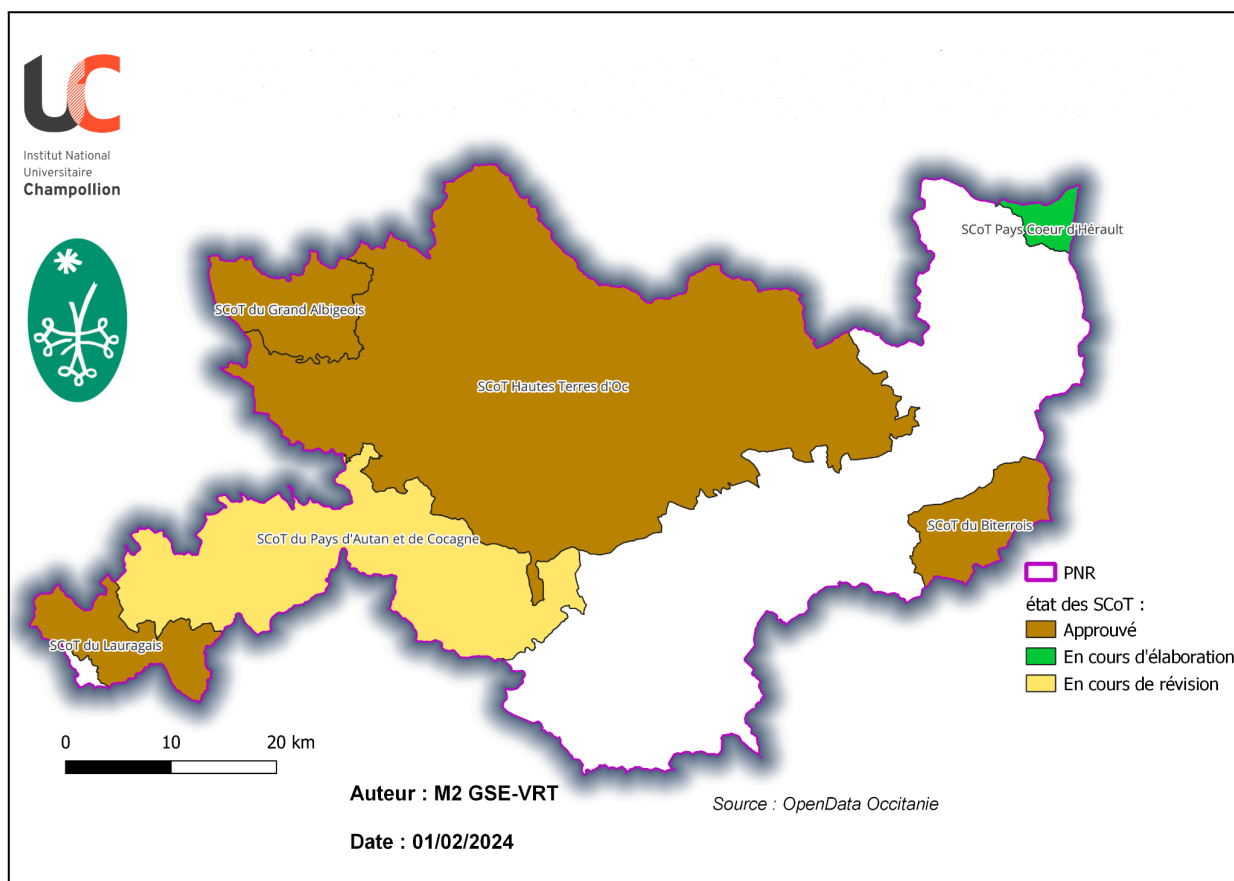 UC
Institut National
Universitaire
Champollion
SCoT Pays Coeur d'Hérault
SCoT du Grand Albigeois
SCoT Hautes Terres d'Oc
SCoT du Biterrois
SCoT du Pays d'Autan et de Cocagne
SCoT du Lauragais
PNR
état des SCoT :
Approuvé
En cours d'élaboration
En cours de révision
0 10 20 km
Auteur : M2 GSE-VRT
Source : OpenData Occitanie
Date : 01/02/2024